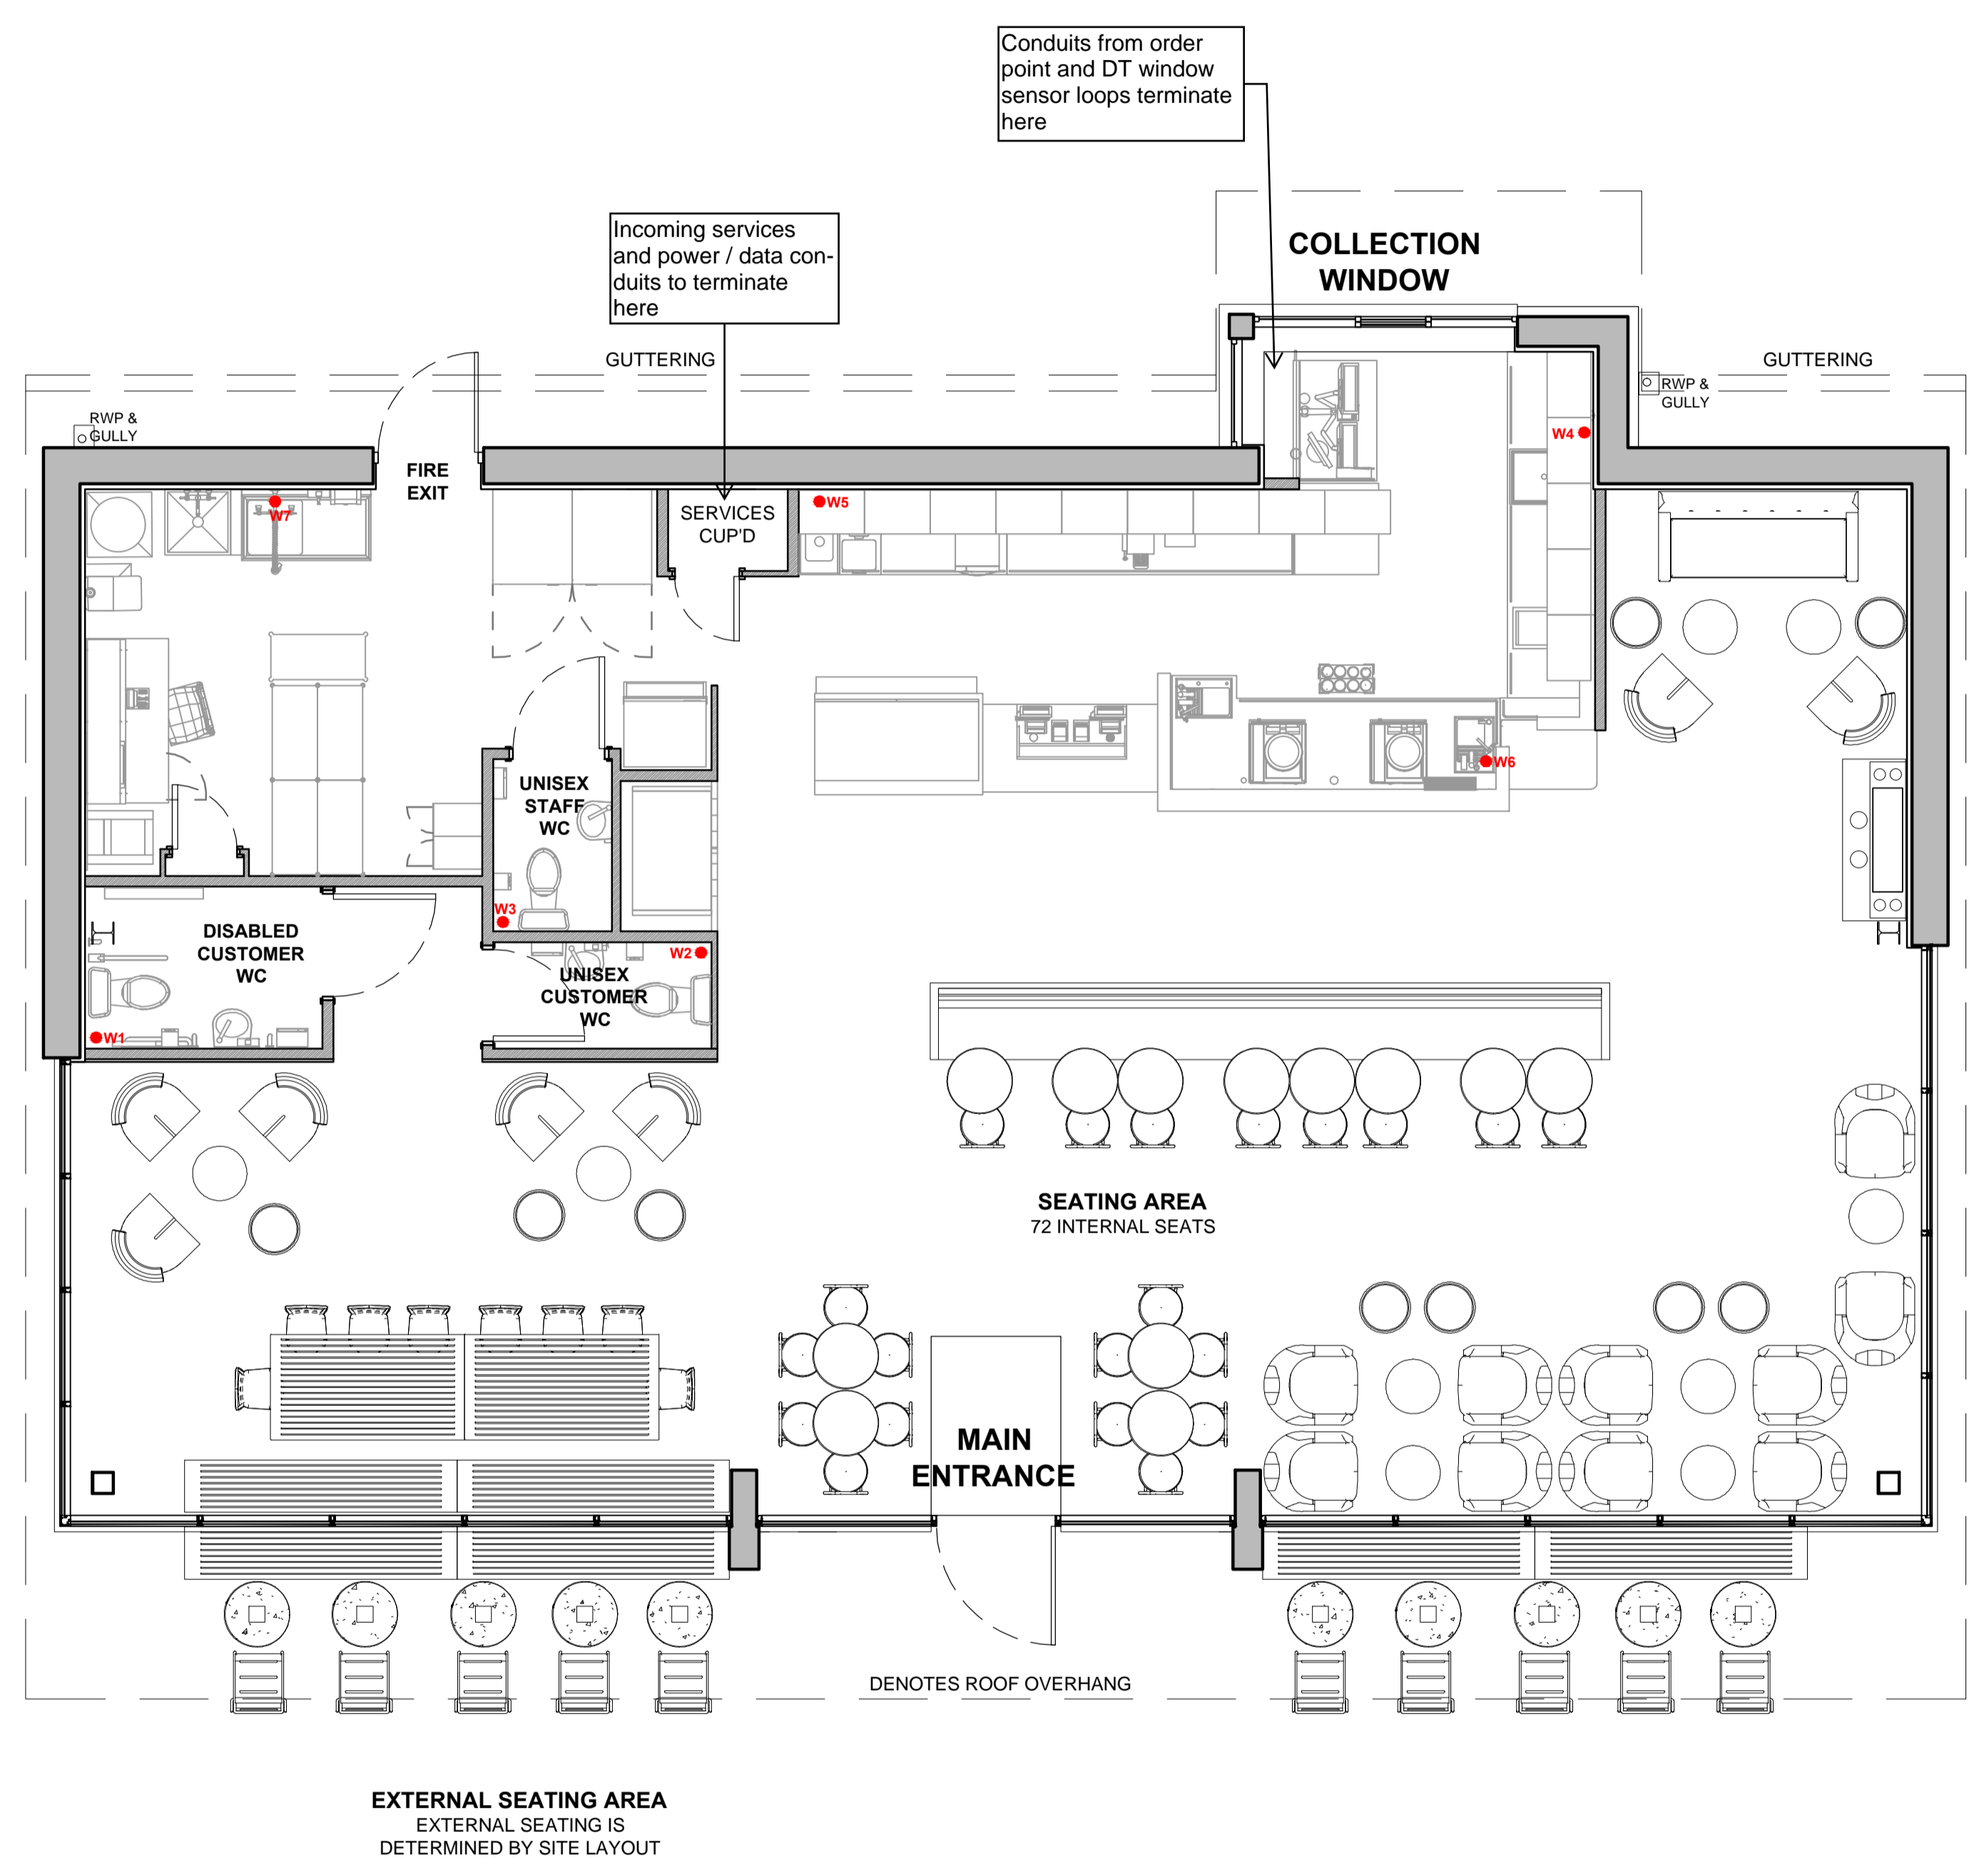 Conduits from order
point and DT window
sensor loops terminate
here
Incoming services
and power / data con-
duits to terminate
here
COLLECTION
WINDOW
GUTTERING
GUTTERING
RWP &
GULLY
RWP &
GULLY
FIRE
EXIT
W4
W7
SERVICES
CUP'D
W5
W6
UNISEX
STAFF
WC
W3
DISABLED
CUSTOMER
WC
W2
UNISEX
CUSTOMER
WC
W1
SEATING AREA
72 INTERNAL SEATS
MAIN
ENTRANCE
DENOTES ROOF OVERHANG
EXTERNAL SEATING AREA
EXTERNAL SEATING IS
DETERMINED BY SITE LAYOUT